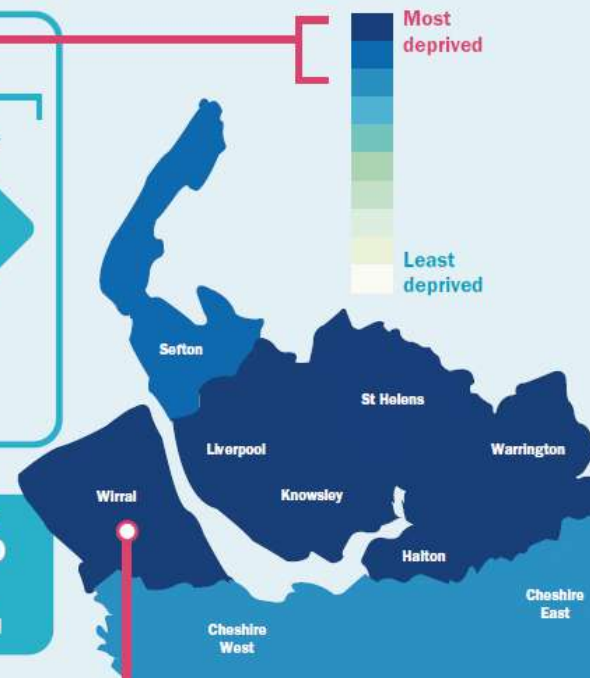 Most
deprived
Least
deprived
Sefton
St Helens
Liverpool
Warrington
Knowsley
Wirral
Halton
Cheshire
East
Cheshire
West